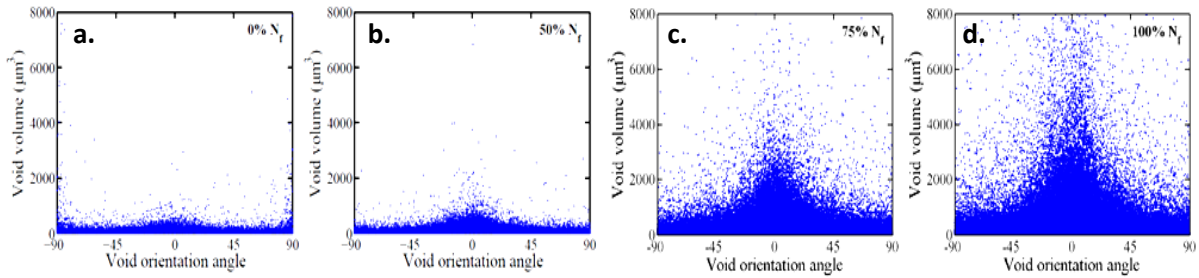 a.
0% Nf
Void volume (μm³)
8000
6000
4000
2000
0
−90
−45
0
45
90
Void orientation angle
b.
50% Nf
Void volume (μm³)
8000
6000
4000
2000
0
−90
−45
0
45
90
Void orientation angle
c.
75% Nf
Void volume (μm³)
8000
6000
4000
2000
0
-90
-45
0
45
90
Void orientation angle
d.
100% Nf
Void volume (μm³)
8000
6000
4000
2000
0
-90
-45
0
45
90
Void orientation angle